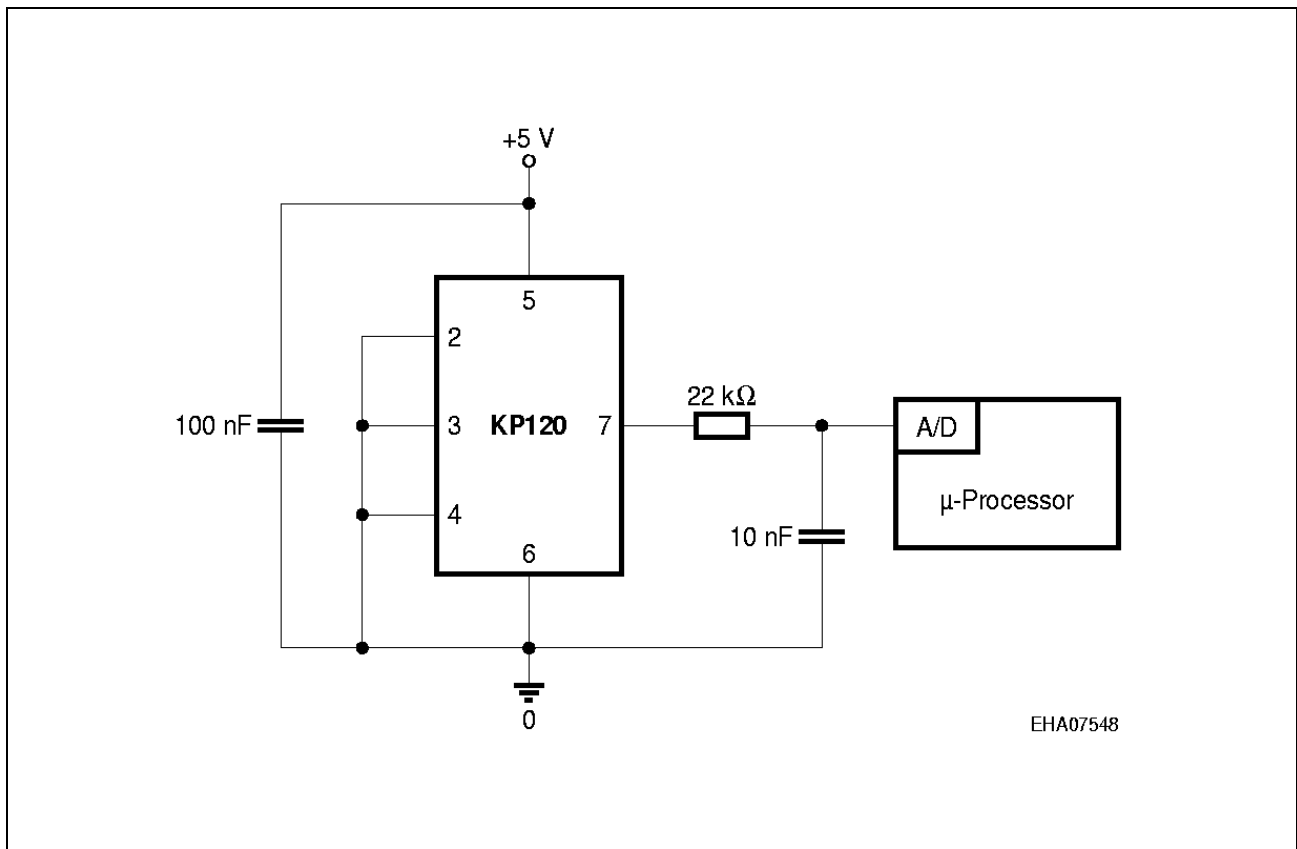 +5 V
5
2
22 kΩ
100 nF
3
KP120
7
A/D
4
µ-Processor
10 nF
6
0
EHA07548